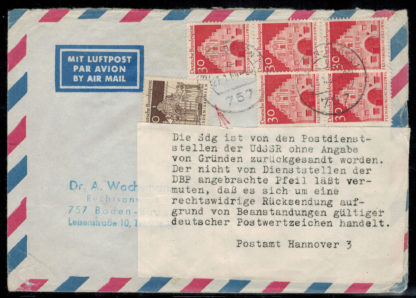 MIT LUFTPOST
PAR AVION
BY AIR MAIL
30
30
30
30
30
Deutsche Bundespost
757
Die Sdg ist von den Postdienst-
stellen der UdSSR ohne Angabe
von Gründen zurückgesandt worden.
Der nicht von Dienststellen der
DBP angebrachte Pfeil läßt ver-
muten, daß es sich um eine
rechtswidrige Rücksendung auf-
grund von Beanstandungen gültiger
deutscher Postwertzeichen handelt.
Postamt Hannover 3
Dr. A.
757 Baden-